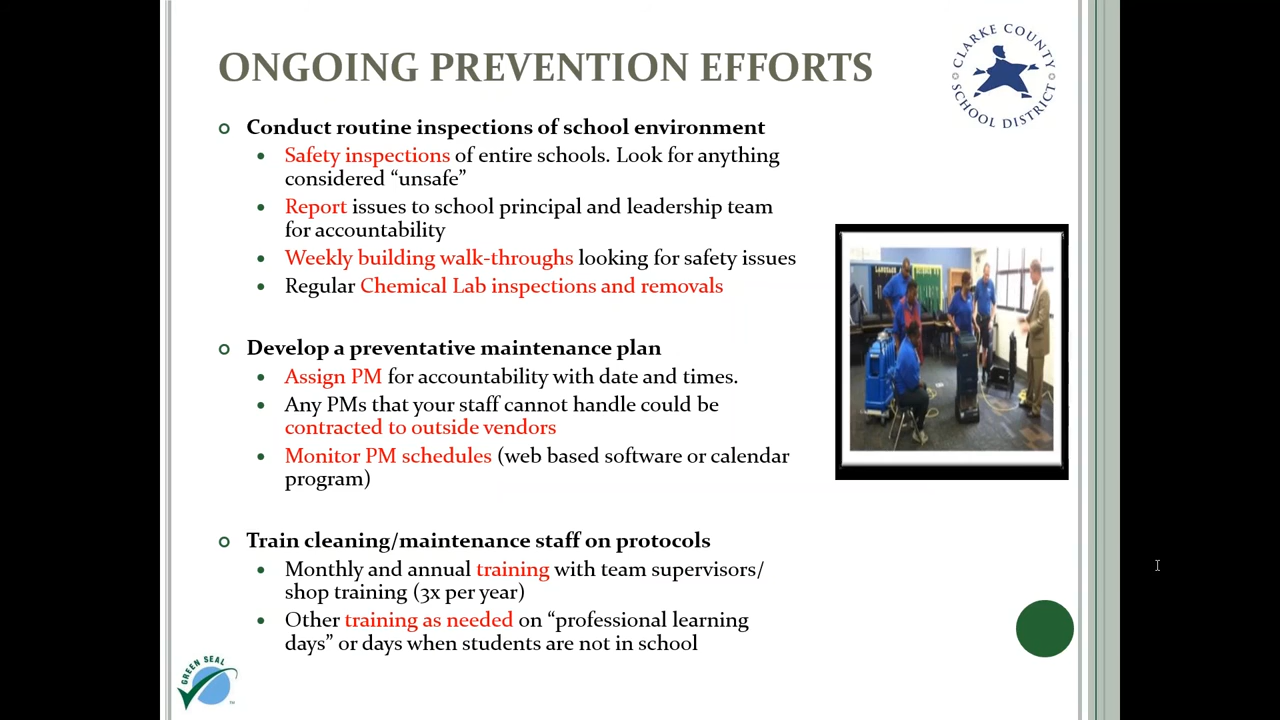 ONGOING PREVENTION EFFORTS
CLARKE COUNTY
SCHOOL DISTRICT
Conduct routine inspections of school environment
Safety inspections of entire schools. Look for anything
considered “unsafe”
Report issues to school principal and leadership team
for accountability
Weekly building walk-throughs looking for safety issues
Regular Chemical Lab inspections and removals
Develop a preventative maintenance plan
Assign PM for accountability with date and times.
Any PMs that your staff cannot handle could be
contracted to outside vendors
Monitor PM schedules (web based software or calendar
program)
Train cleaning/maintenance staff on protocols
Monthly and annual training with team supervisors/
shop training (3x per year)
Other training as needed on “professional learning
days” or days when students are not in school
GREEN SEAL